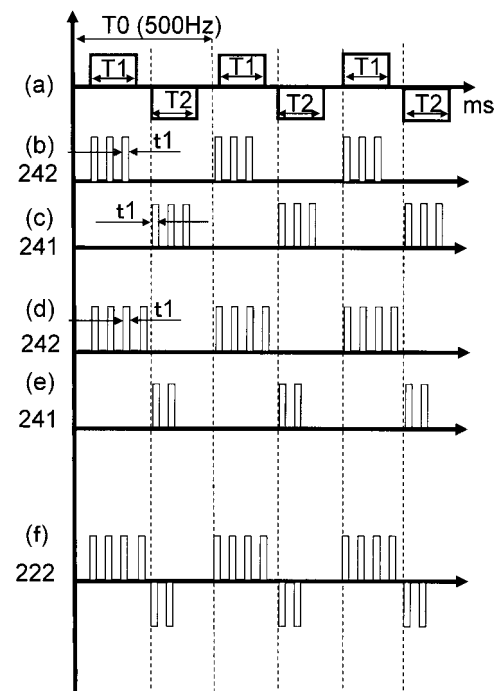 T0 (500Hz)
T1 T1 T1
(a)
T2 T2 T2
ms
(b)
t1
242
(c)
t1
241
(d)
t1
242
(e)
241
(f)
222